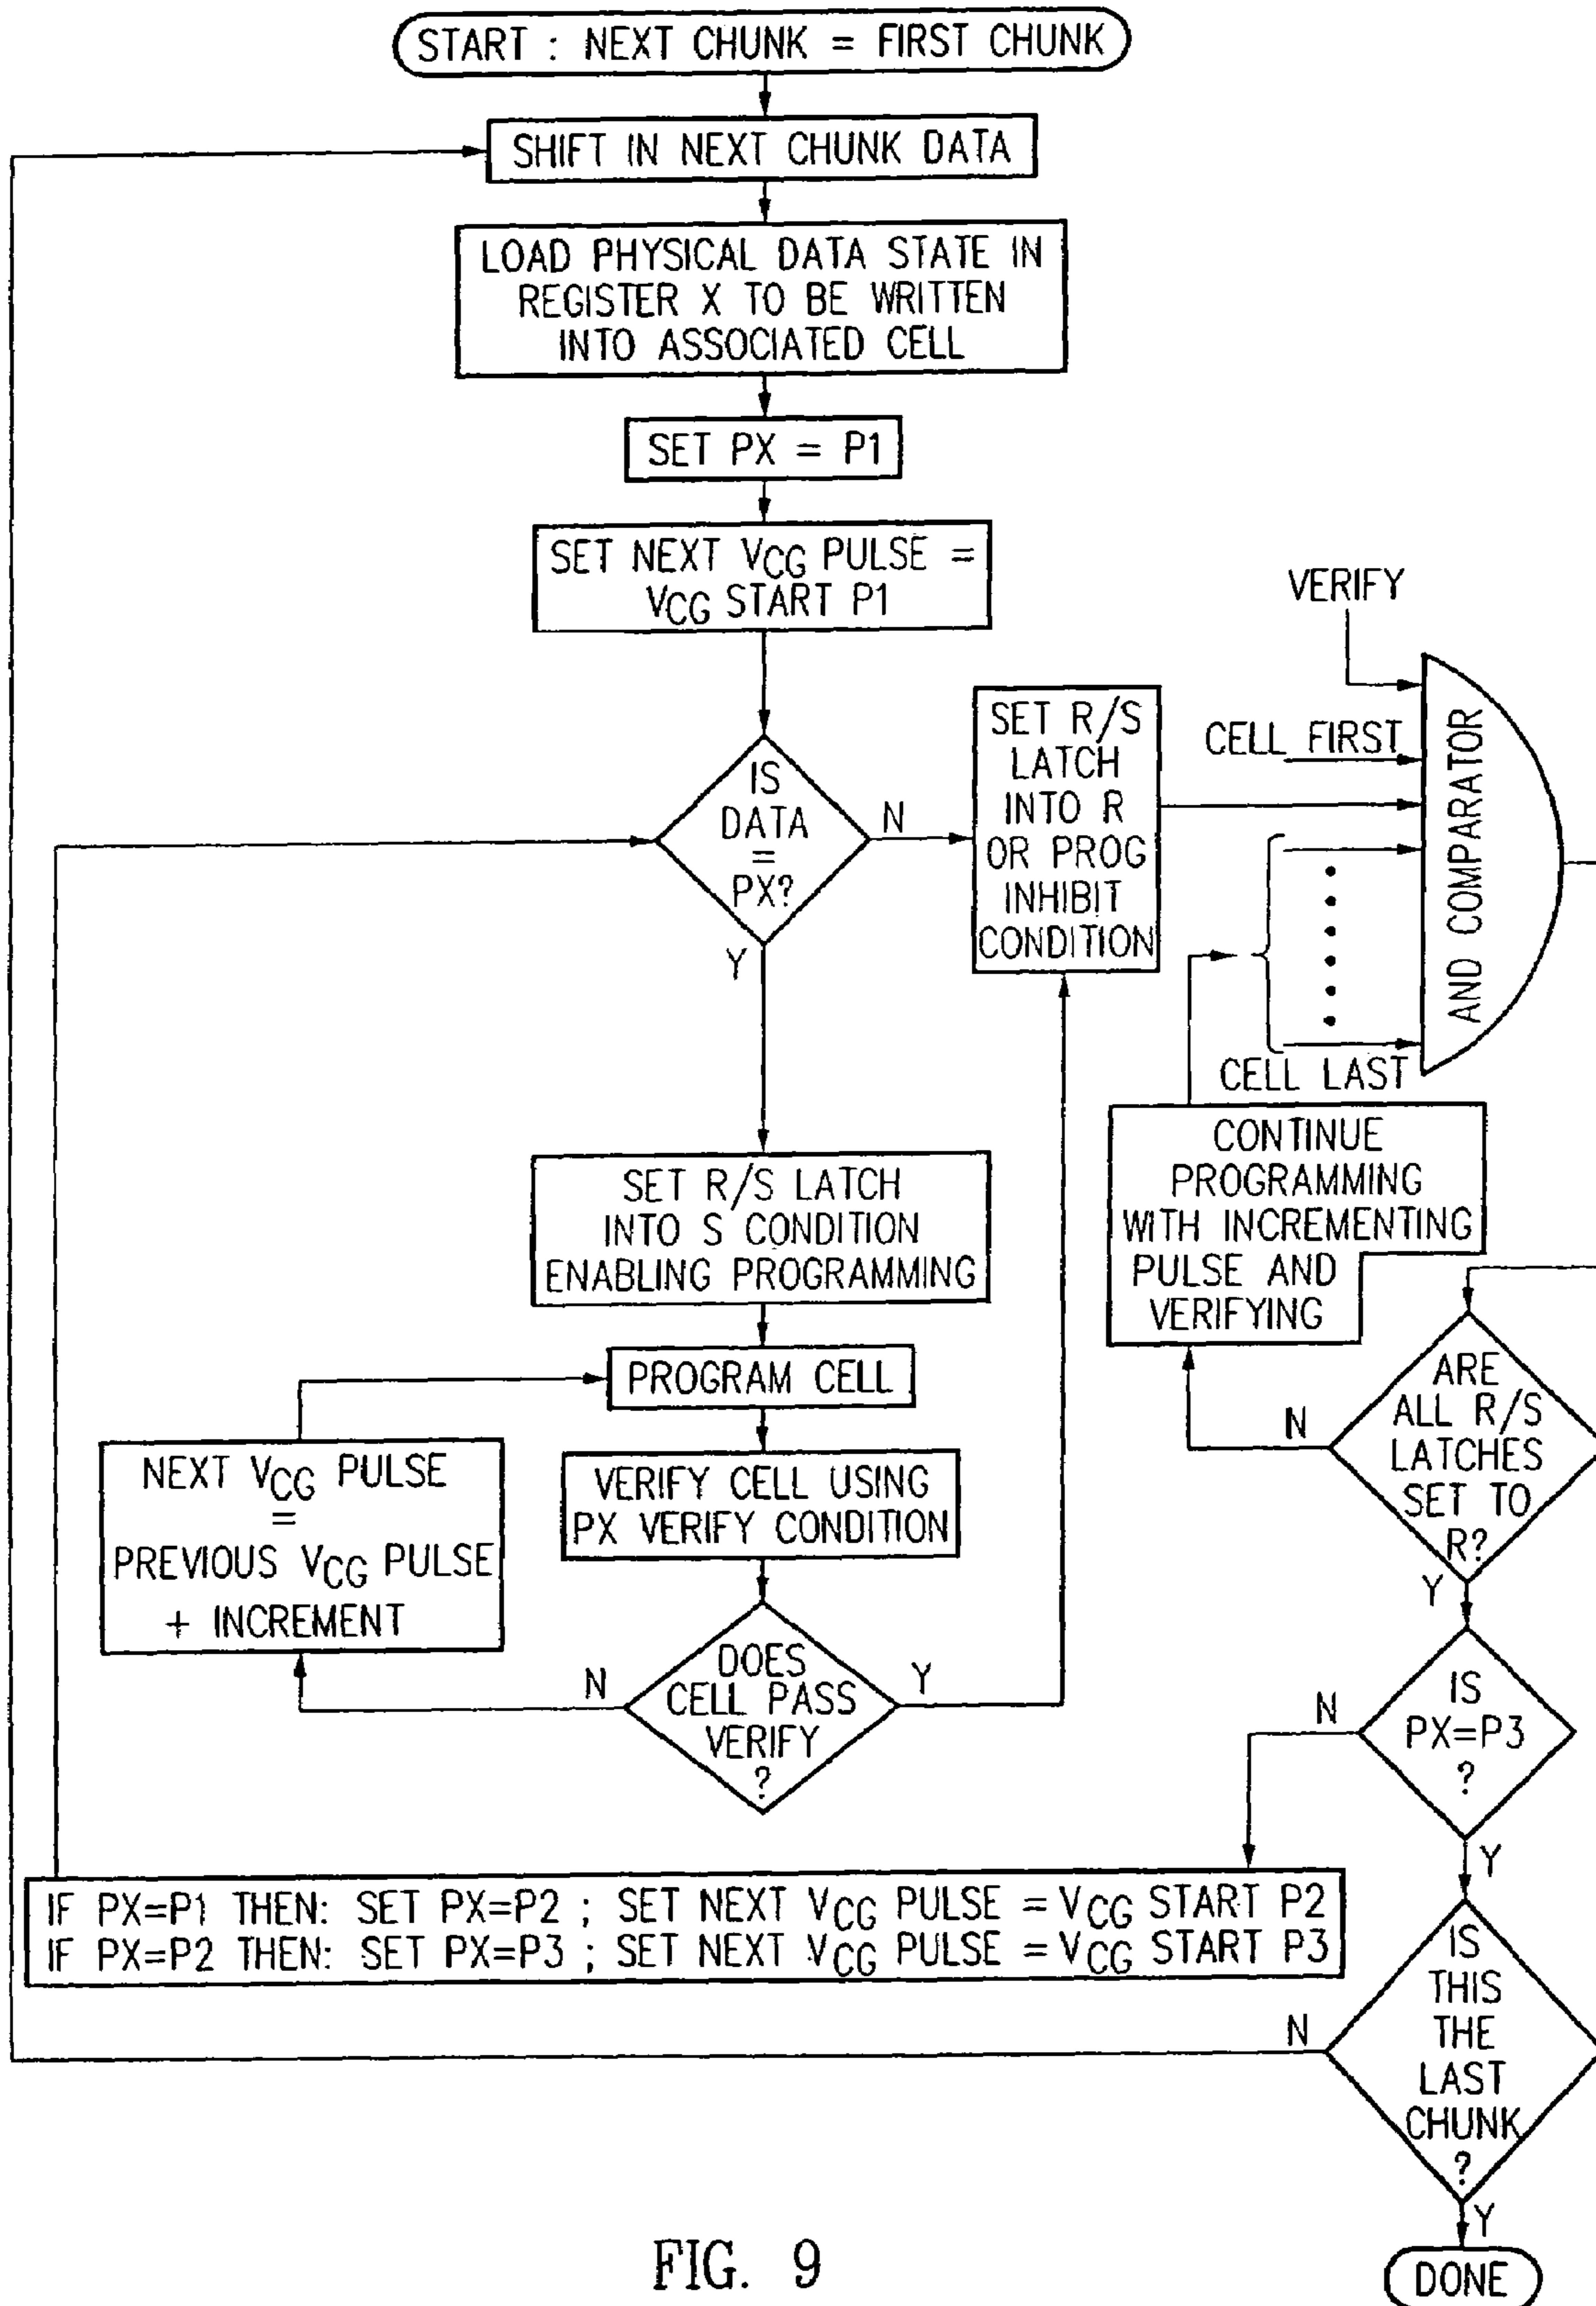 START : NEXT CHUNK = FIRST CHUNK
SHIFT IN NEXT CHUNK DATA
LOAD PHYSICAL DATA STATE IN
REGISTER X TO BE WRITTEN
INTO ASSOCIATED CELL
SET PX = P1
SET NEXT VCG PULSE =
VCG START P1
IS
DATA
=
PX?
N
Y
SET R/S
LATCH
INTO R
OR PROG
INHIBIT
CONDITION
VERIFY
CELL FIRST
CELL LAST
AND COMPARATOR
SET R/S LATCH
INTO S CONDITION
ENABLING PROGRAMMING
PROGRAM CELL
VERIFY CELL USING
PX VERIFY CONDITION
DOES
CELL PASS
VERIFY
?
N
Y
NEXT VCG PULSE
=
PREVIOUS VCG PULSE
+ INCREMENT
CONTINUE
PROGRAMMING
WITH INCREMENTING
PULSE AND
VERIFYING
ARE
ALL R/S
LATCHES
SET TO
R?
N
Y
IS
PX=P3
?
N
Y
IF PX=P1 THEN: SET PX=P2 ; SET NEXT VCG PULSE = VCG START P2
IF PX=P2 THEN: SET PX=P3 ; SET NEXT VCG PULSE = VCG START P3
IS
THIS
THE
LAST
CHUNK
?
N
Y
DONE
FIG. 9